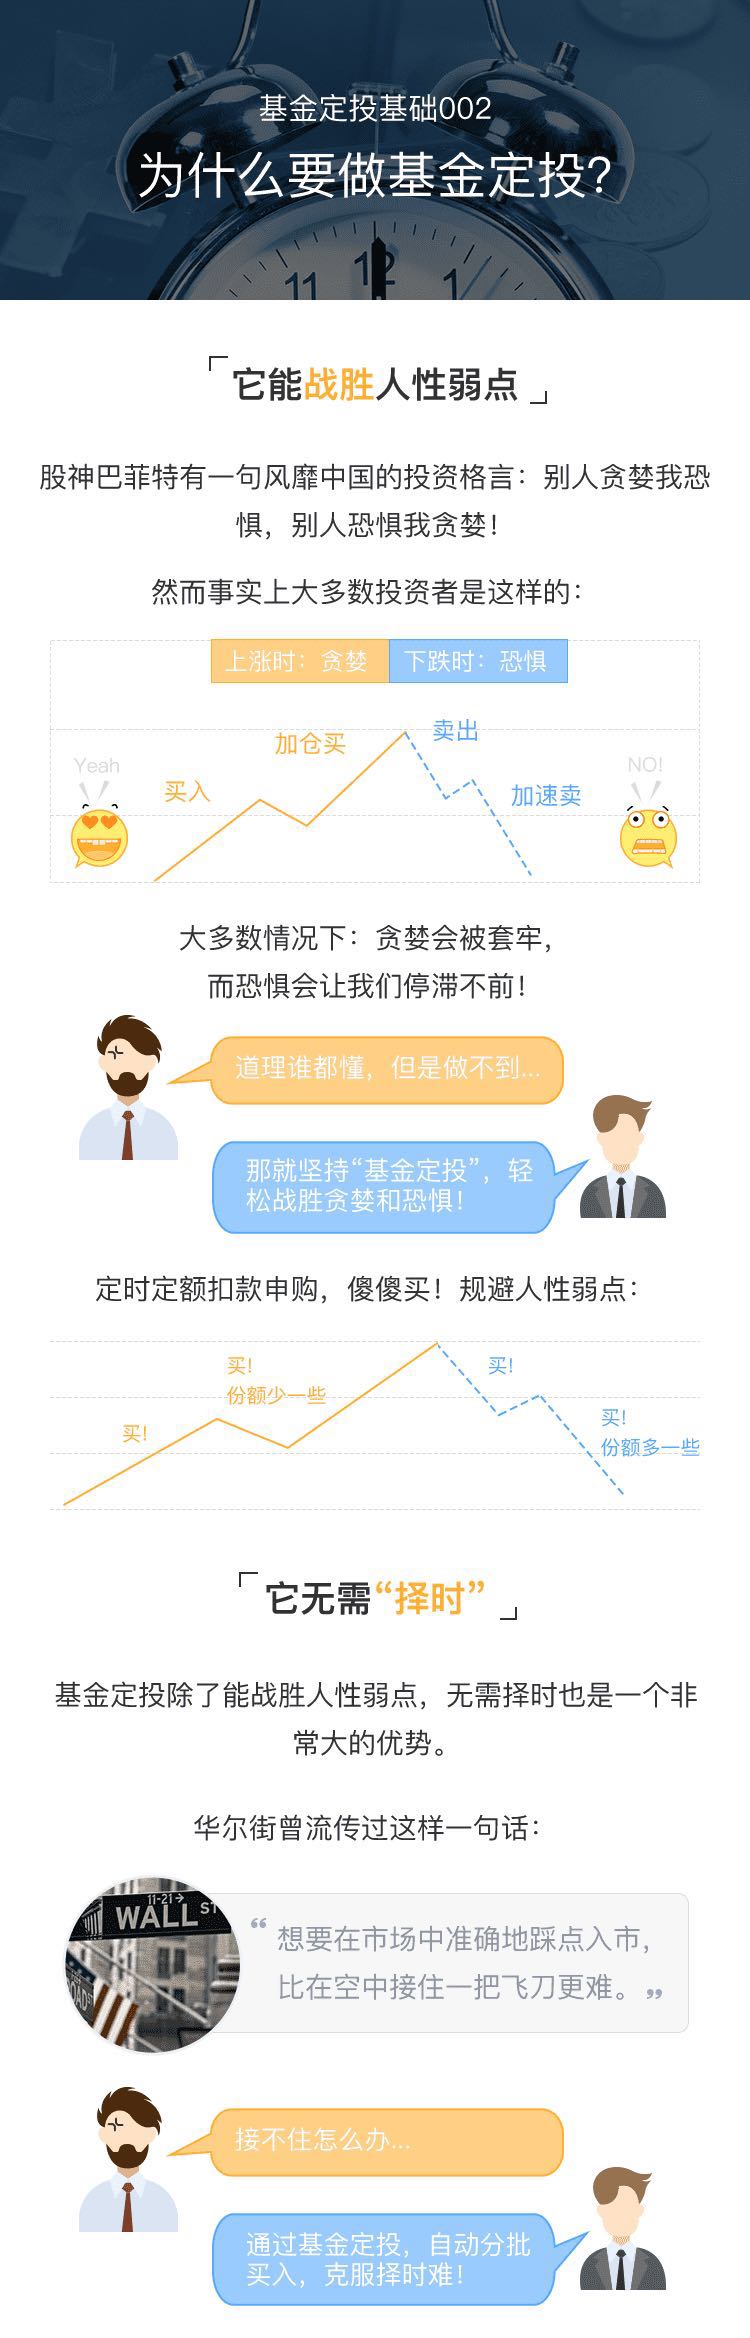 基金定投基础002
为什么要做基金定投?
11
12
1
它能战胜人性弱点
股神巴菲特有一句风靡中国的投资格言：别人贪婪我恐
惧，别人恐惧我贪婪！
然而事实上大多数投资者是这样的：
上涨时：贪婪
下跌时：恐惧
Yeah
买入
加仓买
卖出
加速卖
NO!
大多数情况下：贪婪会被套牢，
而恐惧会让我们停滞不前！
道理谁都懂，但是做不到...
那就坚持“基金定投”，轻
松战胜贪婪和恐惧！
定时定额扣款申购，傻傻买！规避人性弱点：
买!
买!
份额少一些
买!
买!
份额多一些
它无需“择时”
基金定投除了能战胜人性弱点，无需择时也是一个非
常大的优势。
华尔街曾流传过这样一句话：
11-21
WALL ST
“想要在市场中准确地踩点入市，
比在空中接住一把飞刀更难。”
接不住怎么办...
通过基金定投，自动分批
买入，克服择时难！